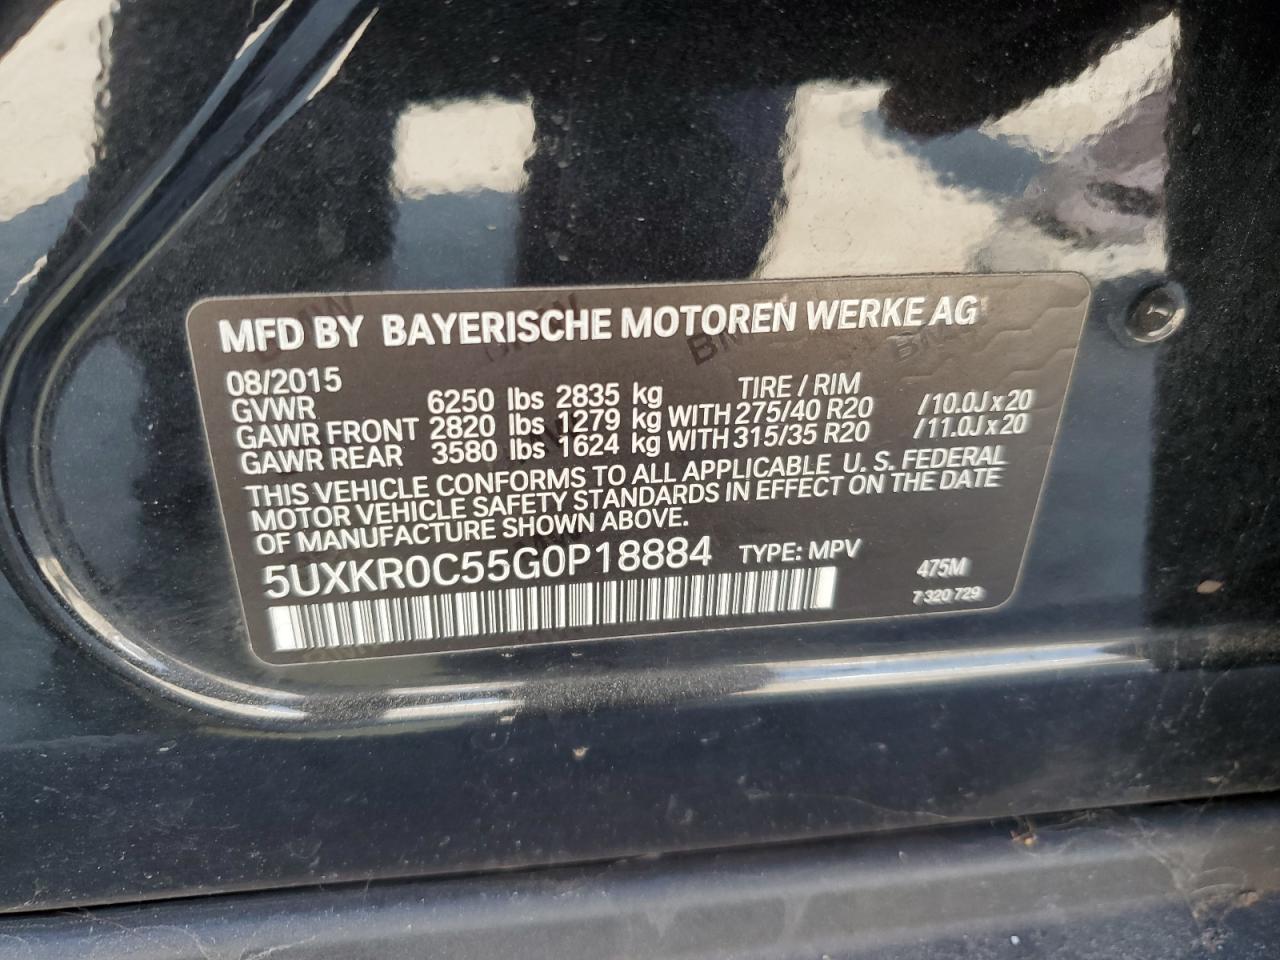 MFD BY BAYERISCHE MOTOREN WERKE AG
08/2015 TIRE / RIM
GVWR 6250 lbs 2835 kg
GAWR FRONT 2820 lbs 1279 kg WITH 275/40 R20 /10.0J x 20
GAWR REAR 3580 lbs 1624 kg WITH 315/35 R20 /11.0J x 20
THIS VEHICLE CONFORMS TO ALL APPLICABLE U. S. FEDERAL
MOTOR VEHICLE SAFETY STANDARDS IN EFFECT ON THE DATE
OF MANUFACTURE SHOWN ABOVE.
5UXKR0C55G0P18884 TYPE: MPV
475M
7 320 729